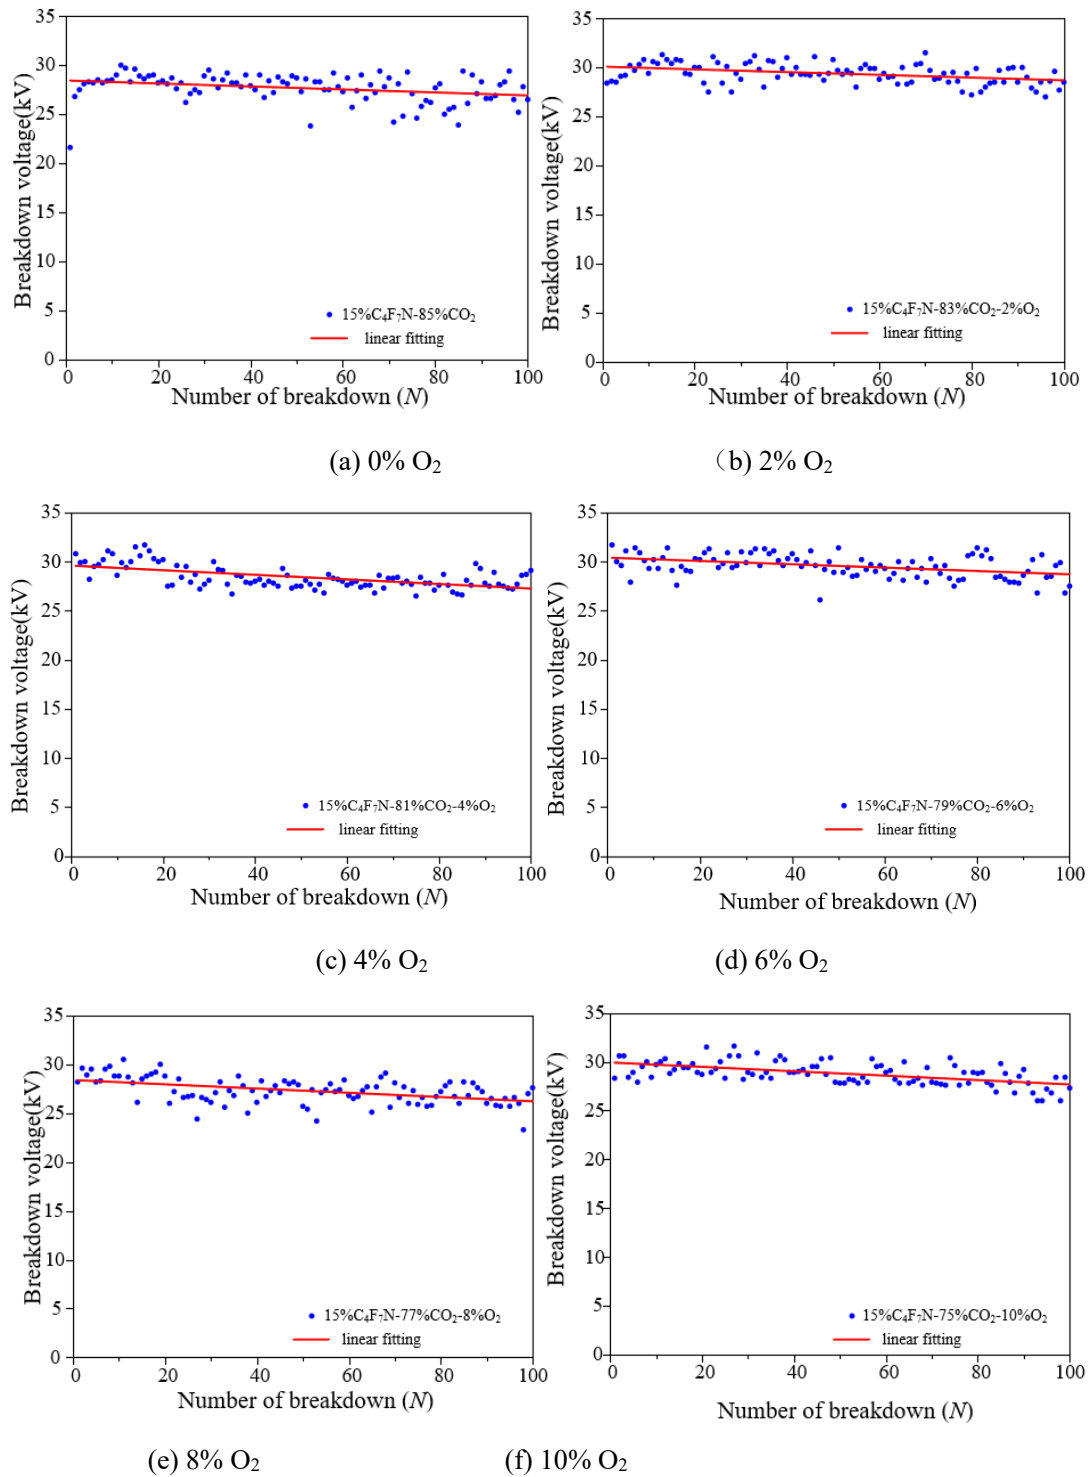 35
30
25
20
15
10
5
0
Breakdown voltage(kV)
15%C₄F₇N-85%CO₂
linear fitting
0 20 40 60 80 100
Number of breakdown (N)
(a) 0% O₂
35
30
25
20
15
10
5
0
Breakdown voltage(kV)
15%C₄F₇N-83%CO₂-2%O₂
linear fitting
0 20 40 60 80 100
Number of breakdown (N)
（b) 2% O₂
35
30
25
20
15
10
5
0
Breakdown voltage(kV)
15%C₄F₇N-81%CO₂-4%O₂
linear fitting
0 20 40 60 80 100
Number of breakdown (N)
(c) 4% O₂
35
30
25
20
15
10
5
0
Breakdown voltage(kV)
15%C₄F₇N-79%CO₂-6%O₂
linear fitting
0 20 40 60 80 100
Number of breakdown (N)
(d) 6% O₂
35
30
25
20
15
10
5
0
Breakdown voltage(kV)
15%C₄F₇N-77%CO₂-8%O₂
linear fitting
0 20 40 60 80 100
Number of breakdown (N)
(e) 8% O₂
35
30
25
20
15
10
5
0
Breakdown voltage(kV)
15%C₄F₇N-75%CO₂-10%O₂
linear fitting
0 20 40 60 80 100
Number of breakdown (N)
(f) 10% O₂